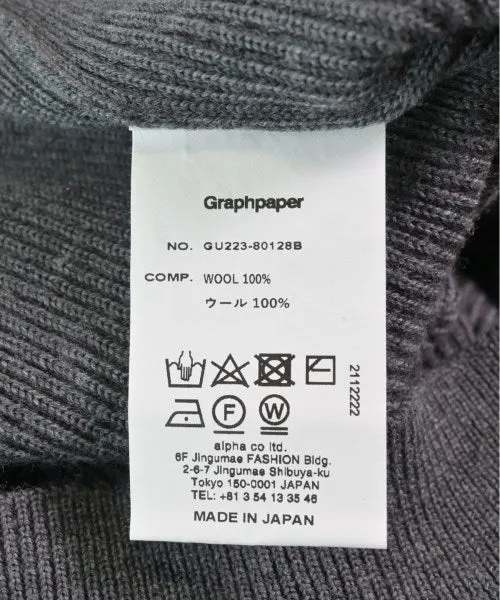 Graphpaper
NO. GU223-80128B
COMP. WOOL 100%
ウール 100%
2112222
F
W
alpha co ltd.
6F Jingumae FASHION Bldg.
2-6-7 Jingumae Shibuya-ku
Tokyo 150-0001 JAPAN
TEL: +81 3 54 13 35 46
MADE IN JAPAN